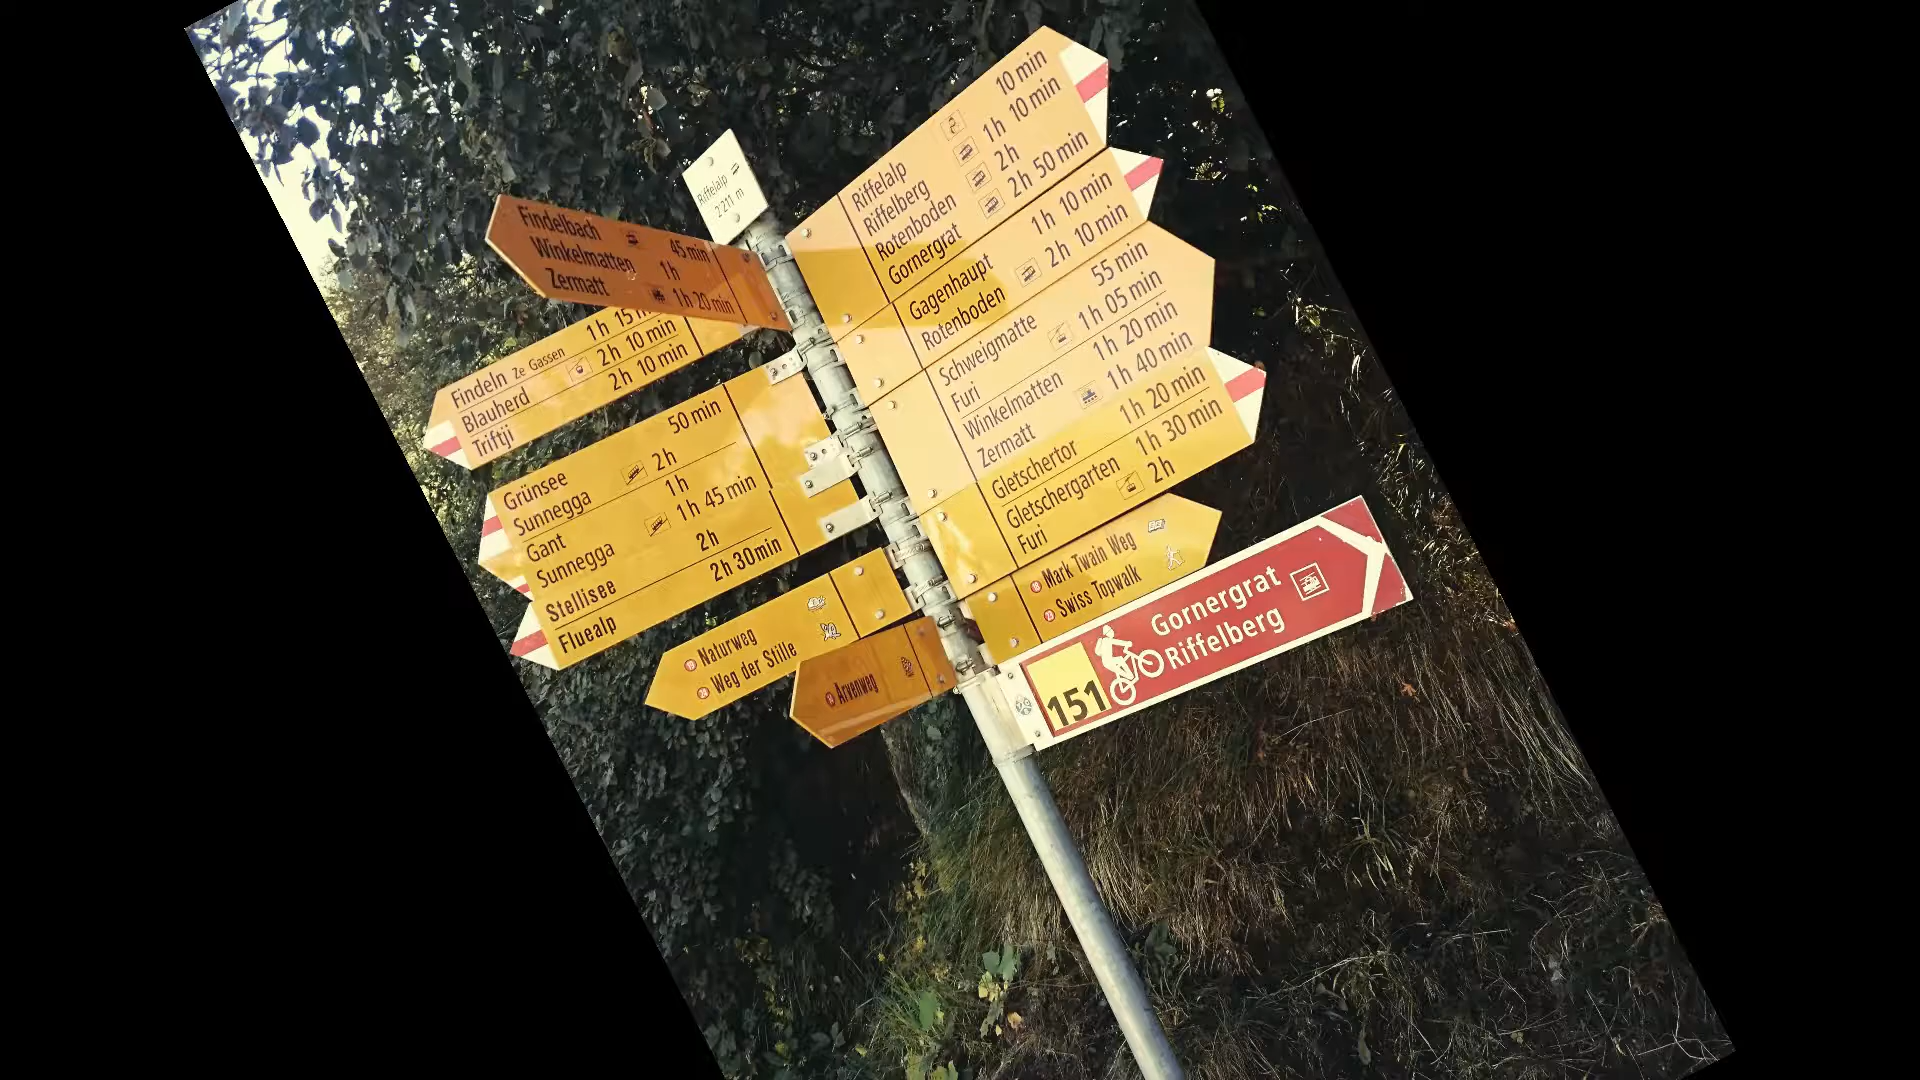 Riffelalp
2'211 m
Findelbach 45 min
Winkelmatten 1h
Zermatt 1h 20 min
Findeln Ze Gassen 1h 15
Blauherd 2h 10 min
Triftji 2h 10 min
Grünsee 50 min
Sunnegga 2h
Gant 1h
Sunnegga 1h 45 min
Stellisee 2h
Fluealp 2h 30min
Naturweg
Weg der Stille
Arvenweg
10 min
Riffelalp 10 min
Riffelberg 1h
Rotenboden 2h
Gornergrat 2h 50 min
Gagenhaupt 1h 10 min
Rotenboden 2h 10 min
Schweigmatte 55 min
Furi 1h 05 min
Winkelmatten 1h 20 min
Zermatt 1h 40 min
Gletschertor 1h 20 min
Gletschergarten 1h 30 min
Furi 2h
Mark Twain Weg
Swiss Topwalk
Gornergrat
Riffelberg
151